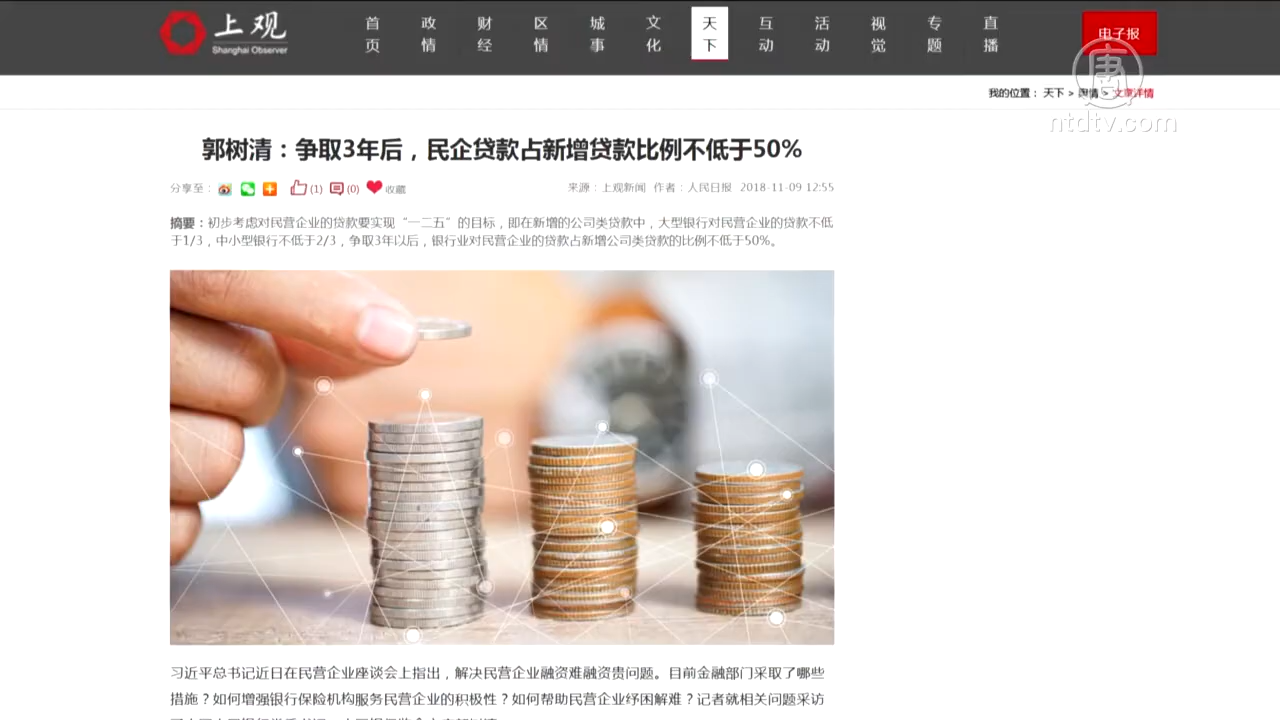 上观
Shanghai Observer
首页 政情 财经 区情 城事 文化 天下 互动 活动 视觉 专题 直播
电子报
我的位置： 天下 > 舆情 > 文章详情
ntdtv.com
郭树清：争取3年后，民企贷款占新增贷款比例不低于50%
分享至： (1) (0) 收藏 来源：上观新闻 作者：人民日报 2018-11-09 12:55
摘要：初步考虑对民营企业的贷款要实现“一二五”的目标，即在新增的公司类贷款中，大型银行对民营企业的贷款不低
于1/3，中小型银行不低于2/3，争取3年以后，银行业对民营企业的贷款占新增公司类贷款的比例不低于50%。
习近平总书记近日在民营企业座谈会上指出，解决民营企业融资难融资贵问题。目前金融部门采取了哪些
措施？如何增强银行保险机构服务民营企业的积极性？如何帮助民营企业纾困解难？记者就相关问题采访